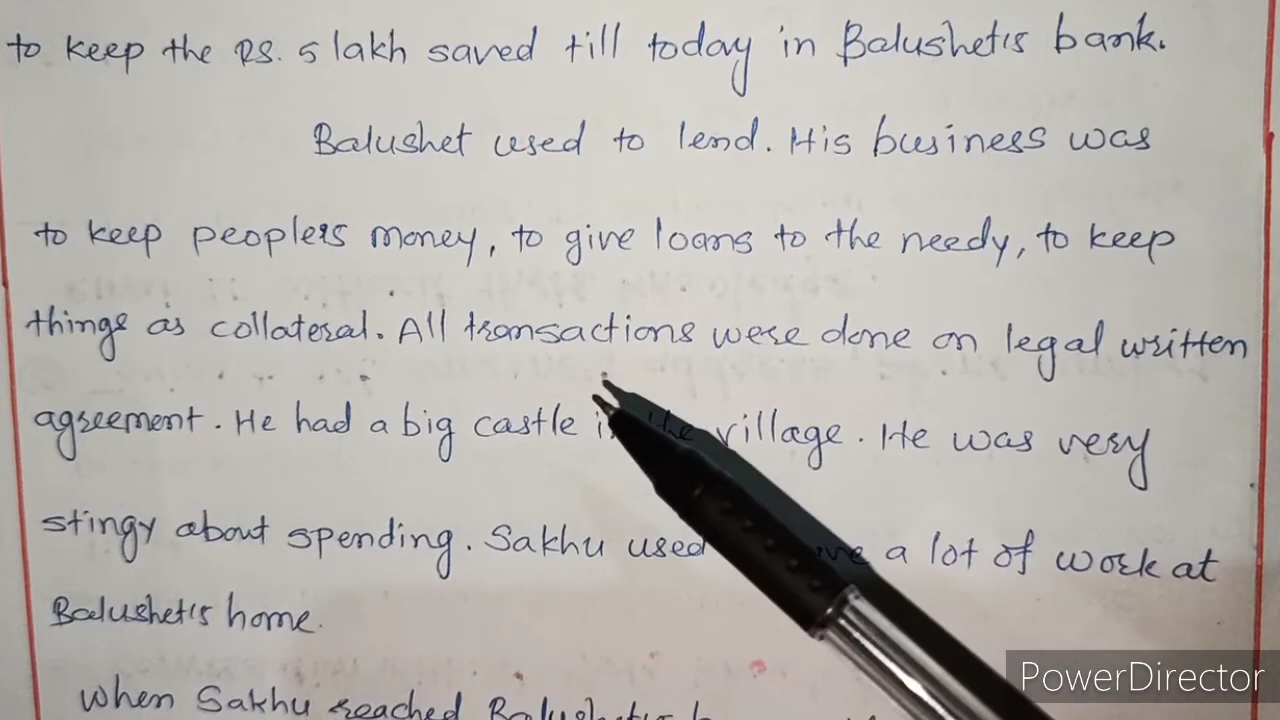 to keep the RS. 5 lakh saved till today in Balushet's bank.
Balushet used to lend. His business was
to keep people's money, to give loans to the needy, to keep
things as collateral. All transactions were done on legal written
agreement. He had a big castle the village. He was very
stingy about spending. Sakhu used a lot of work at
Balushet's home.
When Sakhu reached Balushet's
PowerDirector